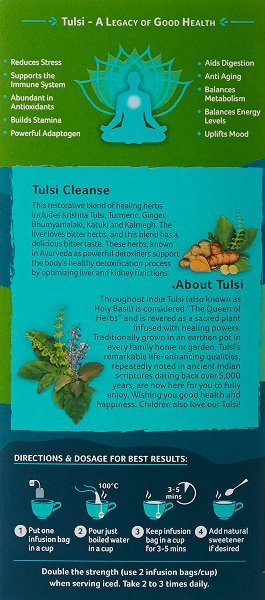 Tulsi - A Legacy of Good Health
• Reduces Stress
• Supports the
Immune System
• Abundant in
Antioxidants
• Builds Stamina
• Powerful Adaptogen
• Aids Digestion
• Anti Aging
• Balances
Metabolism
• Balances Energy
Levels
• Uplifts Mood
Tulsi Cleanse
This restorative blend of healing herbs
includes Krishna Tulsi, Turmeric, Ginger,
Bhumyamalaki, Katuki and Kalmegh. The
liver loves bitter herbs, and this blend has a
delicious bitter taste. These herbs, known
in Ayurveda as powerful detoxifiers support
the body's healthy detoxification process
by optimizing liver and kidney functions.
About Tulsi
Throughout India Tulsi (also known as
Holy Basil) is considered "The Queen of
Herbs" and is revered as a sacred plant
infused with healing powers.
Traditionally grown in an earthen pot in
every family home or garden, Tulsi's
remarkable life-enhancing qualities,
repeatedly noted in ancient Indian
scriptures dating back over 5,000
years, are now here for you to fully
enjoy. Wishing you good health and
happiness. Children also love our Tulsi!
DIRECTIONS & DOSAGE FOR BEST RESULTS:
100°C
3-5
mins
1 Put one
infusion bag
in a cup
2 Pour just
boiled water
in a cup
3 Keep infusion
bag in a cup
for 3-5 mins
4 Add natural
sweetener
if desired
Double the strength (use 2 infusion bags/cup)
when serving iced. Take 2 to 3 times daily.